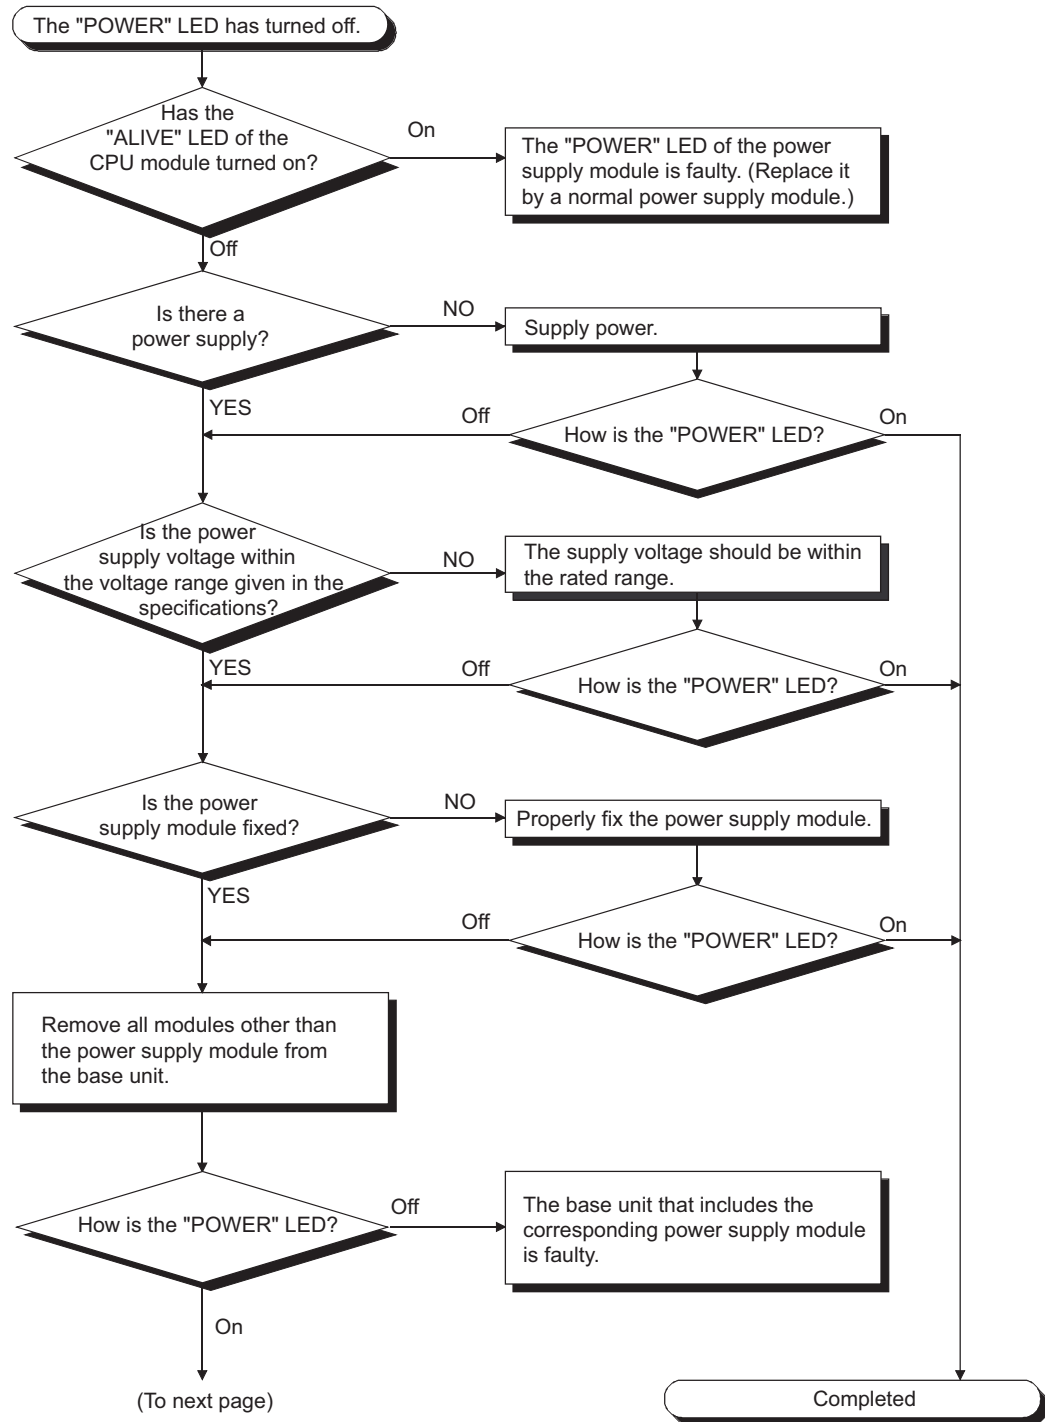 The "POWER" LED has turned off.
Has the
"ALIVE" LED of the
CPU module turned on?
On
The "POWER" LED of the power
supply module is faulty. (Replace it
by a normal power supply module.)
Off
Is there a
power supply?
NO
Supply power.
YES
Off
How is the "POWER" LED?
On
Is the power
supply voltage within
the voltage range given in the
specifications?
NO
The supply voltage should be within
the rated range.
YES
Off
How is the "POWER" LED?
On
Is the power
supply module fixed?
NO
Properly fix the power supply module.
YES
Off
How is the "POWER" LED?
On
Remove all modules other than
the power supply module from
the base unit.
How is the "POWER" LED?
Off
The base unit that includes the
corresponding power supply module
is faulty.
On
(To next page)
Completed